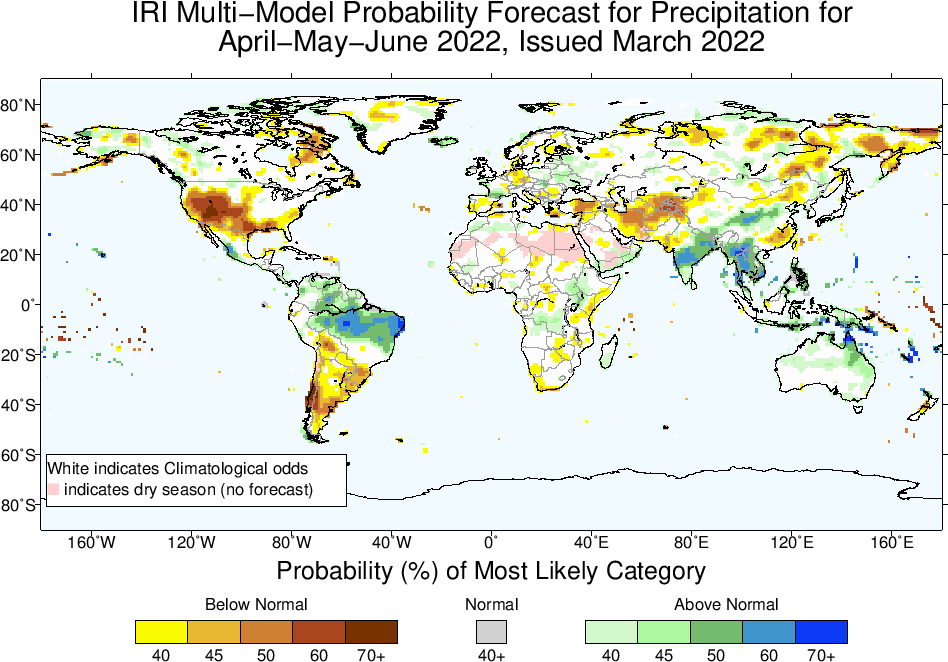 IRI Multi−Model Probability Forecast for Precipitation for
April−May−June 2022, Issued March 2022
80˚N
60˚N
40˚N
20˚N
0˚
20˚S
40˚S
60˚S
80˚S
White indicates Climatological odds
indicates dry season (no forecast)
160˚W 120˚W 80˚W 40˚W 0˚ 40˚E 80˚E 120˚E 160˚E
Probability (%) of Most Likely Category
Below Normal Normal Above Normal
40 45 50 60 70+ 40+ 40 45 50 60 70+